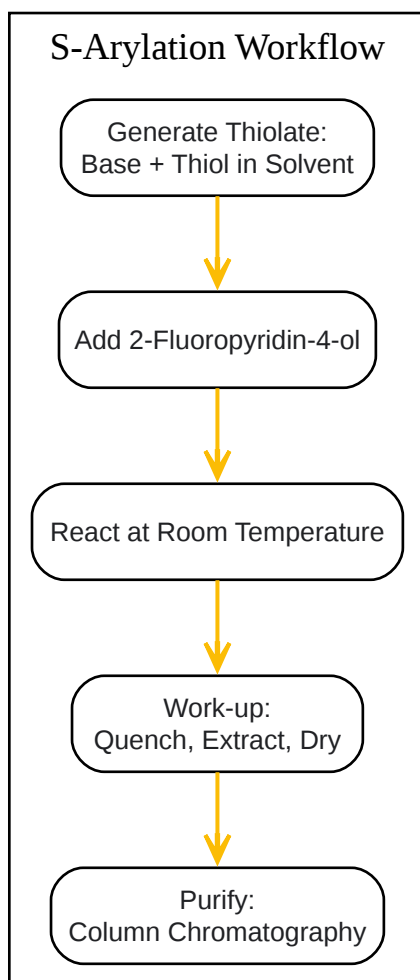 S-Arylation Workflow
Generate Thiolate:
Base + Thiol in Solvent
Add 2-Fluoropyridin-4-ol
React at Room Temperature
Work-up:
Quench, Extract, Dry
Purify:
Column Chromatography